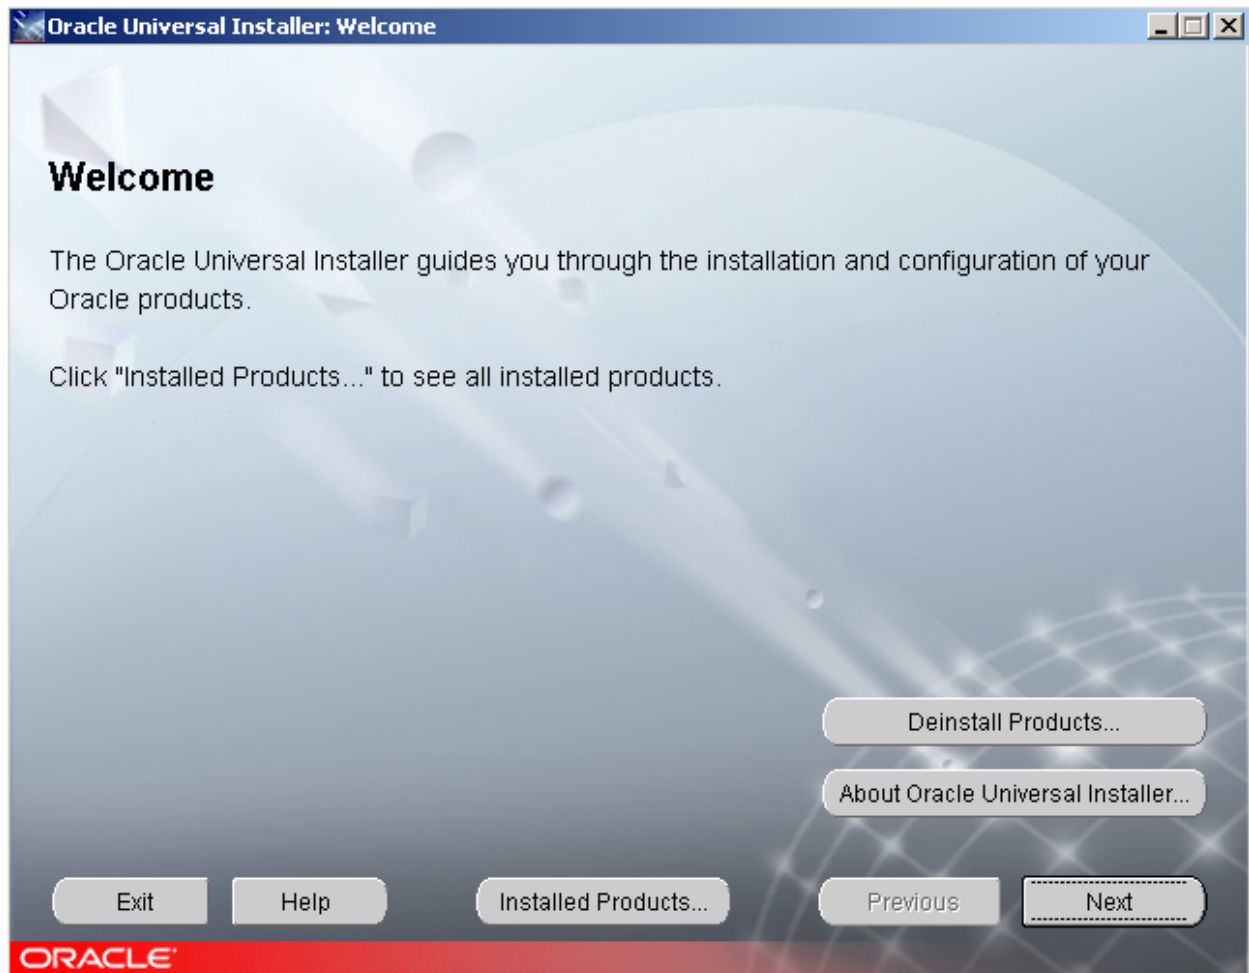 Oracle Universal Installer: Welcome
Welcome
The Oracle Universal Installer guides you through the installation and configuration of your
Oracle products.
Click "Installed Products..." to see all installed products.
Deinstall Products...
About Oracle Universal Installer...
Exit Help Installed Products... Previous Next
ORACLE